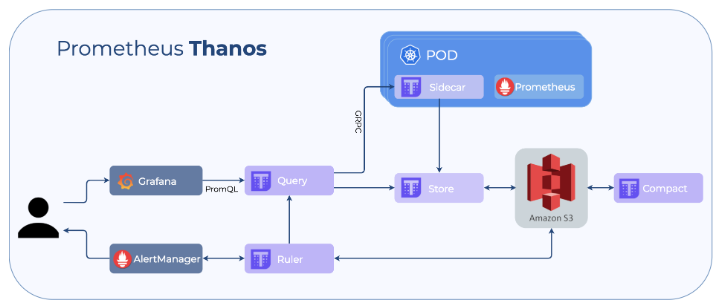 Prometheus Thanos
POD
Sidecar
Prometheus
GRPC
Grafana
PromQL
Query
Store
Amazon S3
Compact
AlertManager
Ruler